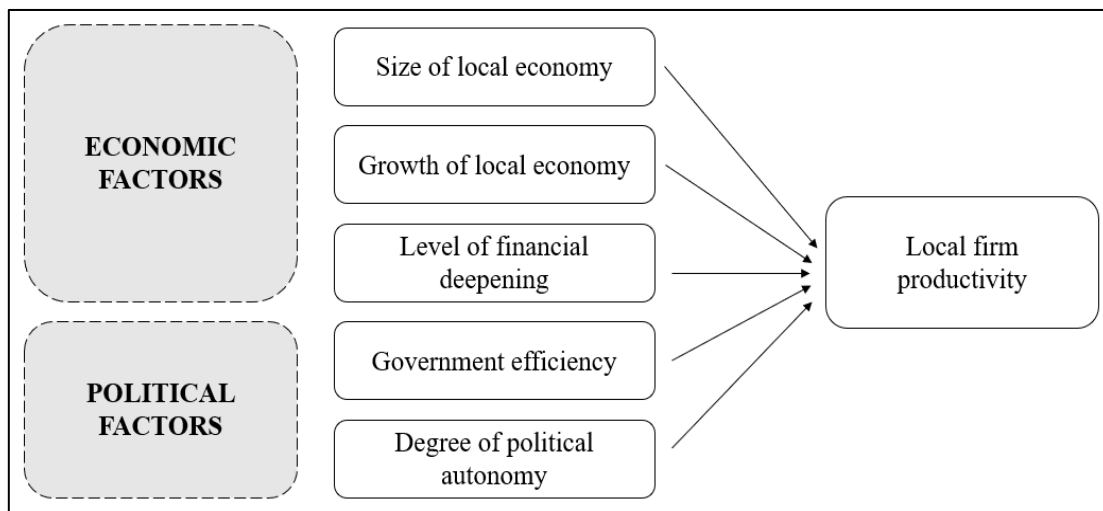 ECONOMIC
FACTORS
POLITICAL
FACTORS
Size of local economy
Growth of local economy
Level of financial
deepening
Government efficiency
Degree of political
autonomy
Local firm
productivity